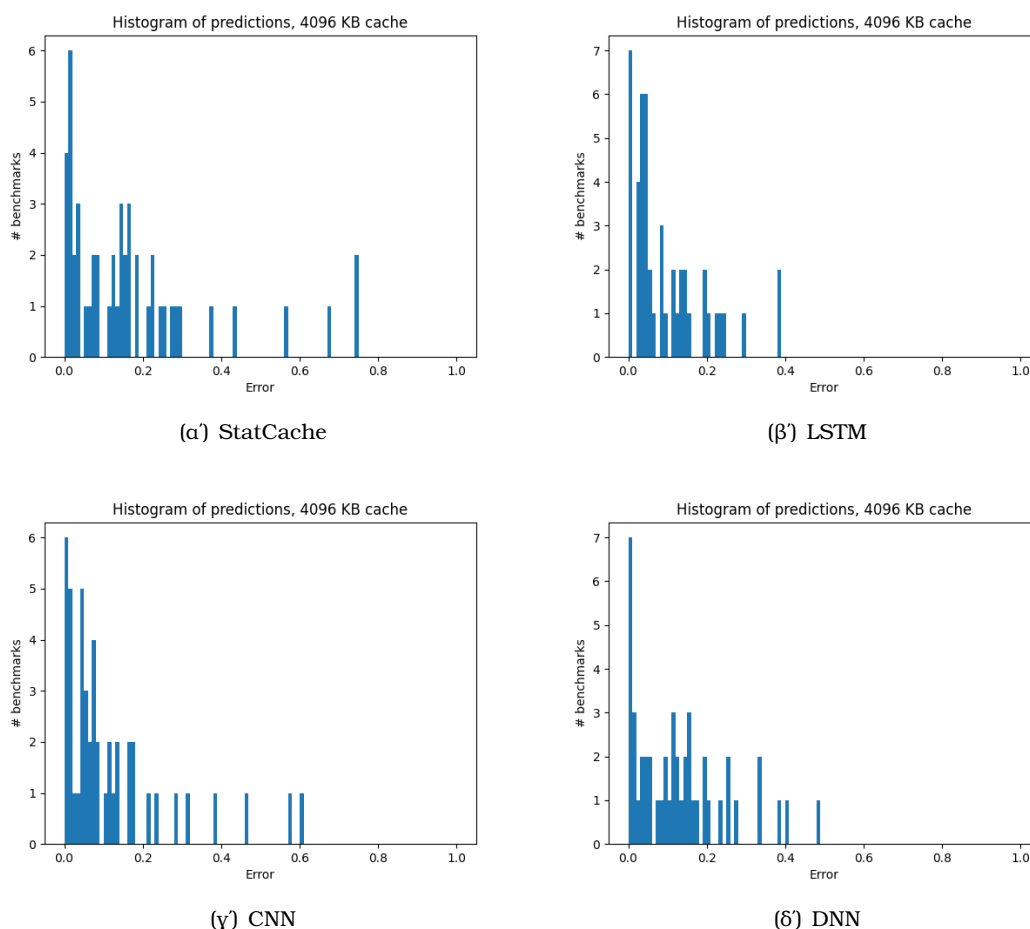 Histogram of predictions, 4096 KB cache
# benchmarks
6
5
4
3
2
1
0
0.0 0.2 0.4 0.6 0.8 1.0
Error
(α′) StatCache
Histogram of predictions, 4096 KB cache
# benchmarks
7
6
5
4
3
2
1
0
0.0 0.2 0.4 0.6 0.8 1.0
Error
(β′) LSTM
Histogram of predictions, 4096 KB cache
# benchmarks
6
5
4
3
2
1
0
0.0 0.2 0.4 0.6 0.8 1.0
Error
(γ′) CNN
Histogram of predictions, 4096 KB cache
# benchmarks
7
6
5
4
3
2
1
0
0.0 0.2 0.4 0.6 0.8 1.0
Error
(δ′) DNN